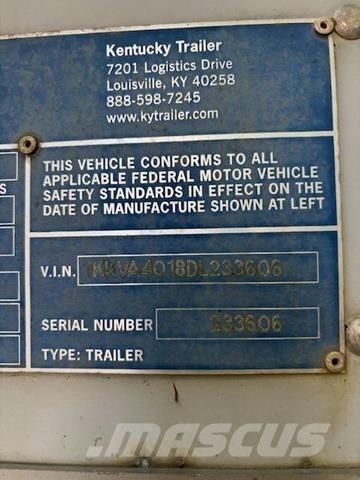 Kentucky Trailer
7201 Logistics Drive
Louisville, KY 40258
888-598-7245
www.kytrailer.com
THIS VEHICLE CONFORMS TO ALL
APPLICABLE FEDERAL MOTOR VEHICLE
SAFETY STANDARDS IN EFFECT ON THE
DATE OF MANUFACTURE SHOWN AT LEFT
S
V.I.N.
SERIAL NUMBER 233606
TYPE: TRAILER
MASCUS